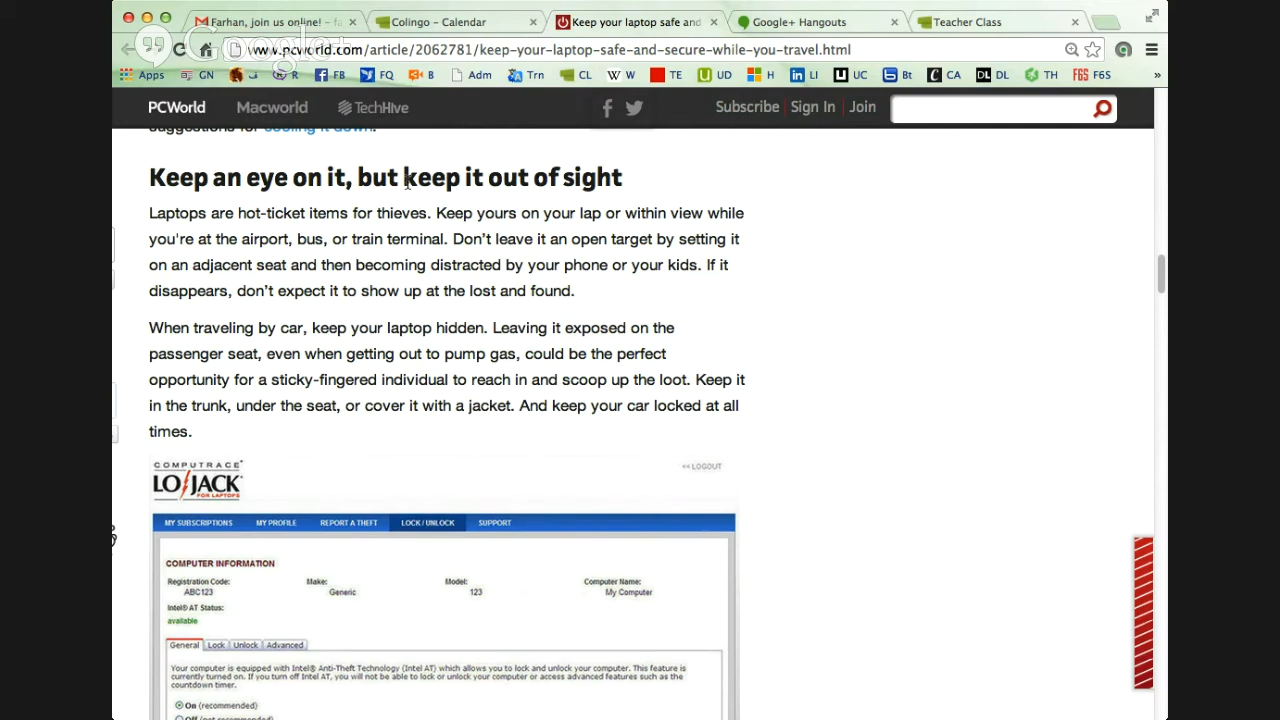 Farhan, join us online! – fa
Colingo – Calendar
Keep your laptop safe and
Google+ Hangouts
Teacher Class
Google+
www.pcworld.com/article/2062781/keep-your-laptop-safe-and-secure-while-you-travel.html
Apps GN R FB FQ B Adm Trn CL W W TE UD H LI UC Bt CA DL DL TH F6S F6S »
PCWorld Macworld TechHive Subscribe Sign In Join
suggestions for cooling it down.
Keep an eye on it, but keep it out of sight
Laptops are hot-ticket items for thieves. Keep yours on your lap or within view while
you're at the airport, bus, or train terminal. Don't leave it an open target by setting it
on an adjacent seat and then becoming distracted by your phone or your kids. If it
disappears, don't expect it to show up at the lost and found.
When traveling by car, keep your laptop hidden. Leaving it exposed on the
passenger seat, even when getting out to pump gas, could be the perfect
opportunity for a sticky-fingered individual to reach in and scoop up the loot. Keep it
in the trunk, under the seat, or cover it with a jacket. And keep your car locked at all
times.
COMPUTRACE
LO/JACK
FOR LAPTOPS
<< LOGOUT
MY SUBSCRIPTIONS MY PROFILE REPORT A THEFT LOCK / UNLOCK SUPPORT
COMPUTER INFORMATION
Registration Code: Make: Model: Computer Name:
ABC123 Generic 123 My Computer
Intel® AT Status:
available
General Lock Unlock Advanced
Your computer is equipped with Intel® Anti-Theft Technology (Intel AT) which allows you to lock and unlock your computer. This feature is
currently turned on. If you turn off Intel AT, you will not be able to lock or unlock your computer or access advanced features such as the
countdown timer.
On (recommended)
Off (not recommended)